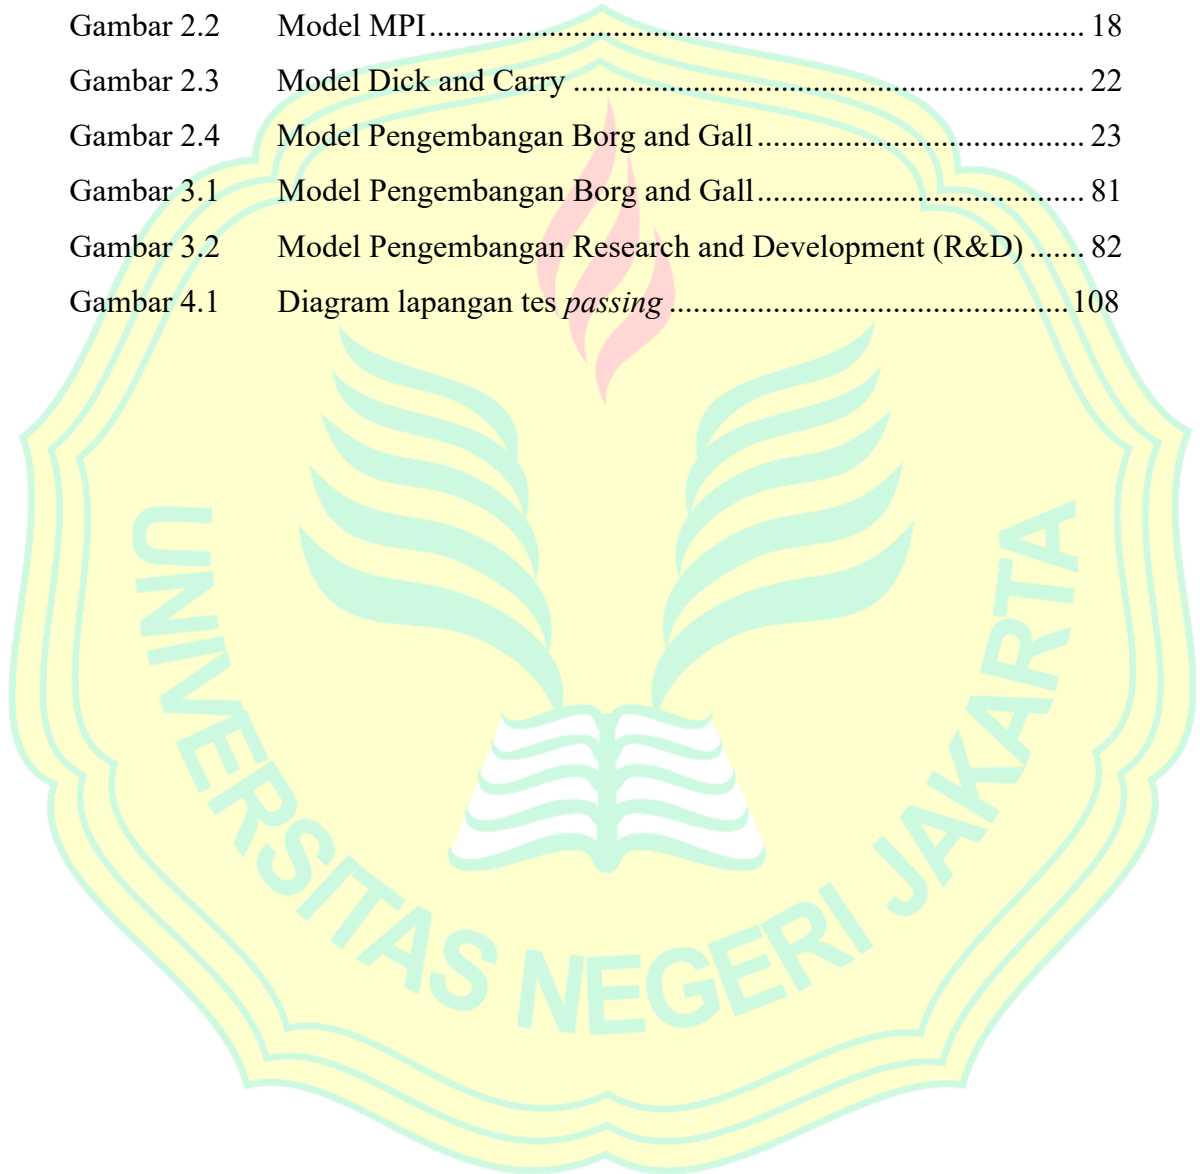 Gambar 2.2 Model MPI.................................................................................... 18
Gambar 2.3 Model Dick and Carry .................................................................. 22
Gambar 2.4 Model Pengembangan Borg and Gall.......................................... 23
Gambar 3.1 Model Pengembangan Borg and Gall.......................................... 81
Gambar 3.2 Model Pengembangan Research and Development (R&D) ....... 82
Gambar 4.1 Diagram lapangan tes passing ...................................................108
UNIVERSITAS NEGERI JAKARTA